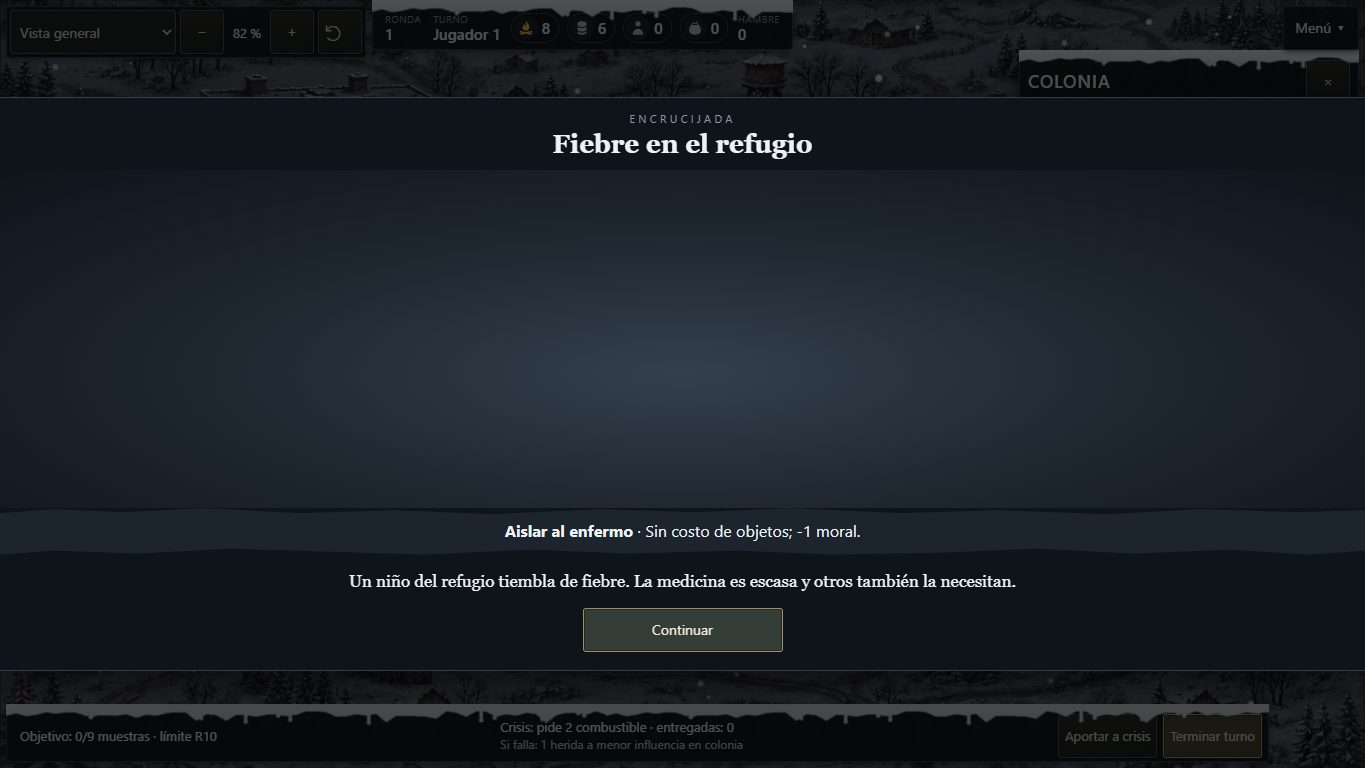 Vista general
−
82 %
+
RONDA
1
TURNO
Jugador 1
8
6
0
0
HAMBRE
0
Menú ▾
COLONIA
×
ENCRUCIJADA
Fiebre en el refugio
Aislar al enfermo · Sin costo de objetos; -1 moral.
Un niño del refugio tiembla de fiebre. La medicina es escasa y otros también la necesitan.
Continuar
Objetivo: 0/9 muestras · límite R10
Crisis: pide 2 combustible · entregadas: 0
Si falla: 1 herida a menor influencia en colonia
Aportar a crisis
Terminar turno